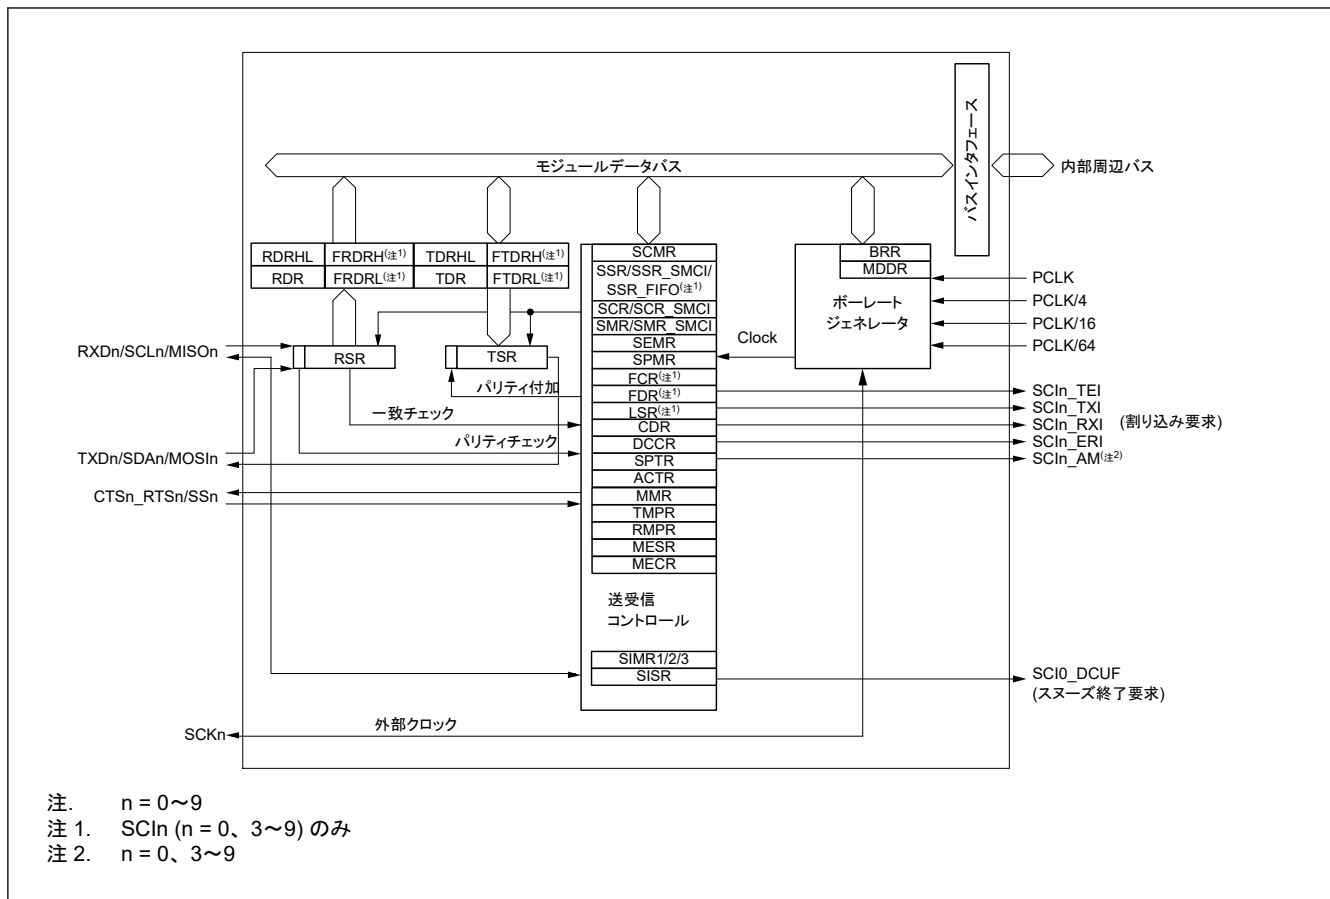 モジュールデータバス
バスインタフェース
内部周辺バス
RDRHL FRDRH(注1) TDRHL FTDRH(注1)
RDR FRDRL(注1) TDR FTDRL(注1)
SCMR
SSR/SSR_SMCI/
SSR_FIFO(注1)
SCR/SCR_SMCI
SMR/SMR_SMCI
SEMR
SPMR
FCR(注1)
FDR(注1)
LSR(注1)
CDR
DCCR
SPTR
ACTR
MMR
TMPR
RMPR
MESR
MECR
送受信
コントロール
SIMR1/2/3
SISR
BRR
MDDR
ボーレート
ジェネレータ
Clock
PCLK
PCLK/4
PCLK/16
PCLK/64
RXDn/SCLn/MISOn
RSR
TSR
パリティ付加
一致チェック
パリティチェック
TXDn/SDAn/MOSIn
CTSn_RTSn/SSn
SCIn_TEI
SCIn_TXI
SCIn_RXI (割り込み要求)
SCIn_ERI
SCIn_AM(注2)
SCI0_DCUF
(スヌーズ終了要求)
SCKn
外部クロック
注. n = 0～9
注 1. SCIn (n = 0、3～9) のみ
注 2. n = 0、3～9